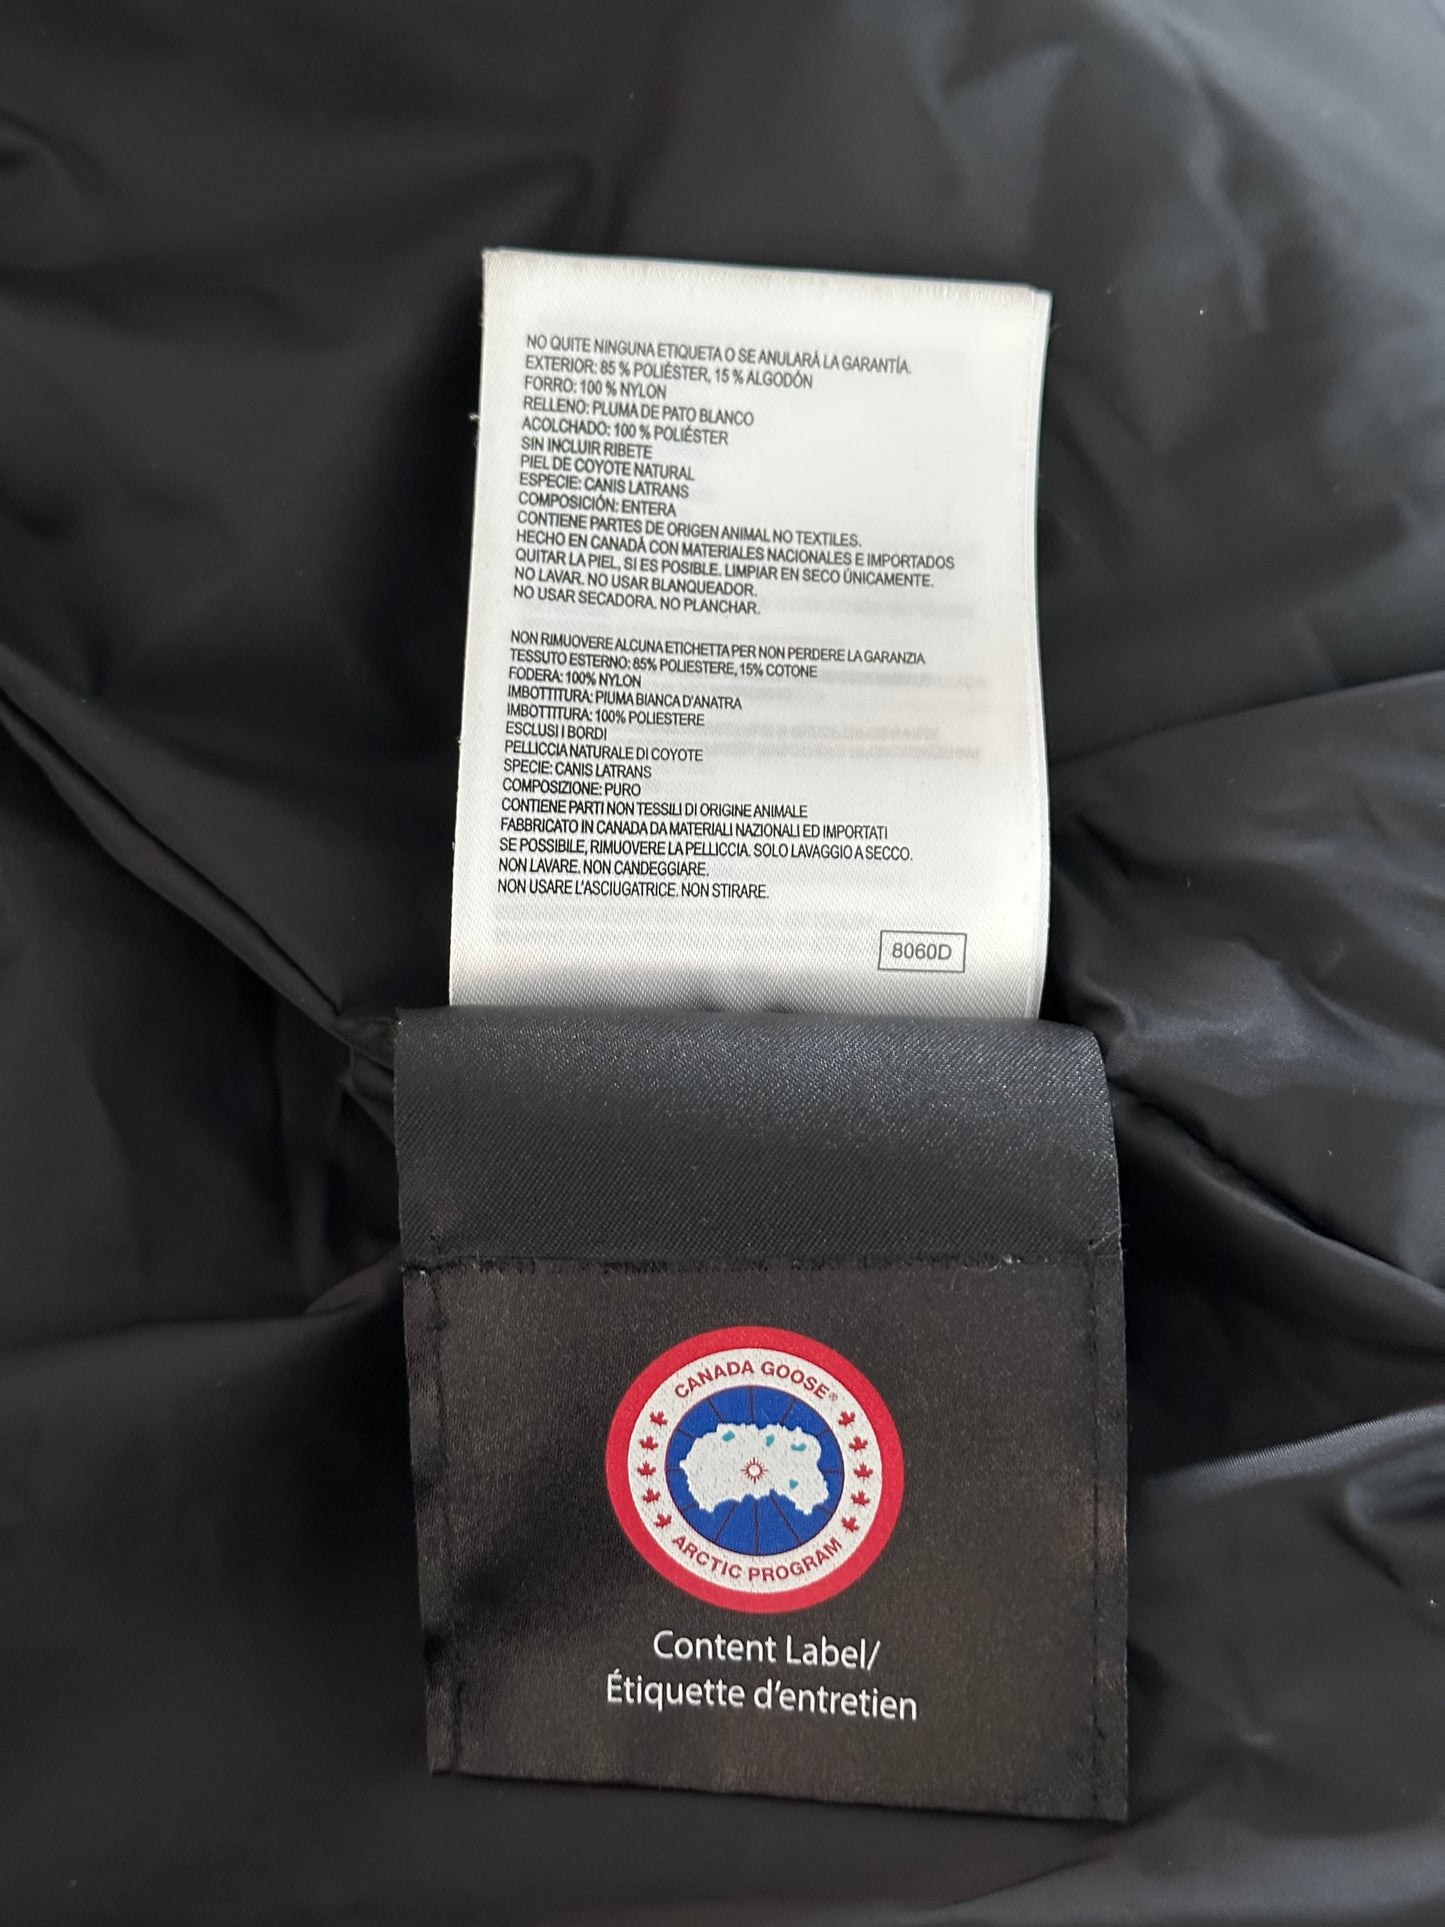 NO QUITE NINGUNA ETIQUETA O SE ANULARÁ LA GARANTÍA.
EXTERIOR: 85 % POLIÉSTER, 15 % ALGODÓN
FORRO: 100 % NYLON
RELLENO: PLUMA DE PATO BLANCO
ACOLCHADO: 100 % POLIÉSTER
SIN INCLUIR RIBETE
PIEL DE COYOTE NATURAL
ESPECIE: CANIS LATRANS
COMPOSICIÓN: ENTERA
CONTIENE PARTES DE ORIGEN ANIMAL NO TEXTILES.
HECHO EN CANADÁ CON MATERIALES NACIONALES E IMPORTADOS
QUITAR LA PIEL, SI ES POSIBLE. LIMPIAR EN SECO ÚNICAMENTE.
NO LAVAR. NO USAR BLANQUEADOR.
NO USAR SECADORA. NO PLANCHAR.
NON RIMUOVERE ALCUNA ETICHETTA PER NON PERDERE LA GARANZIA
TESSUTO ESTERNO: 85% POLIESTERE, 15% COTONE
FODERA: 100% NYLON
IMBOTTITURA: PIUMA BIANCA D'ANATRA
IMBOTTITURA: 100% POLIESTERE
ESCLUSI I BORDI
PELLICCIA NATURALE DI COYOTE
SPECIE: CANIS LATRANS
COMPOSIZIONE: PURO
CONTIENE PARTI NON TESSILI DI ORIGINE ANIMALE
FABBRICATO IN CANADA DA MATERIALI NAZIONALI ED IMPORTATI
SE POSSIBILE, RIMUOVERE LA PELLICCIA. SOLO LAVAGGIO A SECCO.
NON LAVARE. NON CANDEGGIARE.
NON USARE L'ASCIUGATRICE. NON STIRARE.
8060D
CANADA GOOSE®
ARCTIC PROGRAM
Content Label/
Étiquette d'entretien